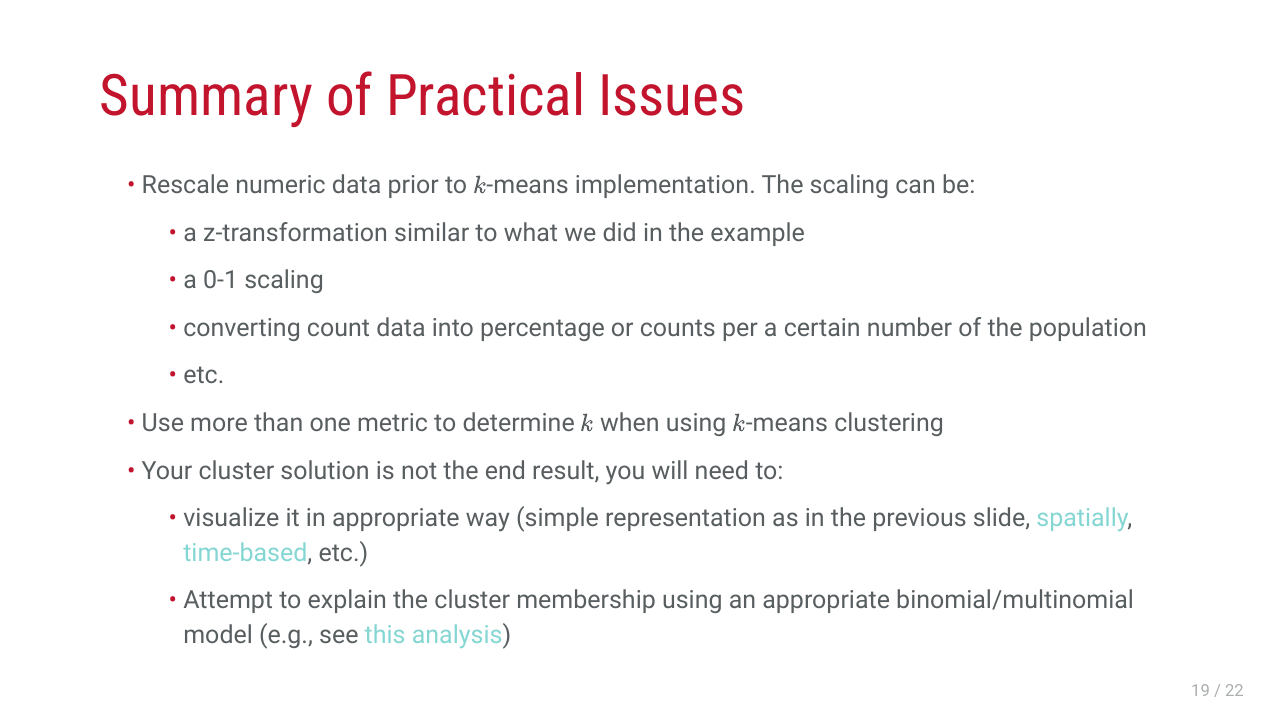 Summary of Practical Issues
• Rescale numeric data prior to k-means implementation. The scaling can be:
• a z-transformation similar to what we did in the example
• a 0-1 scaling
• converting count data into percentage or counts per a certain number of the population
• etc.
• Use more than one metric to determine k when using k-means clustering
• Your cluster solution is not the end result, you will need to:
• visualize it in appropriate way (simple representation as in the previous slide, spatially,
time-based, etc.)
• Attempt to explain the cluster membership using an appropriate binomial/multinomial
model (e.g., see this analysis)
19 / 22